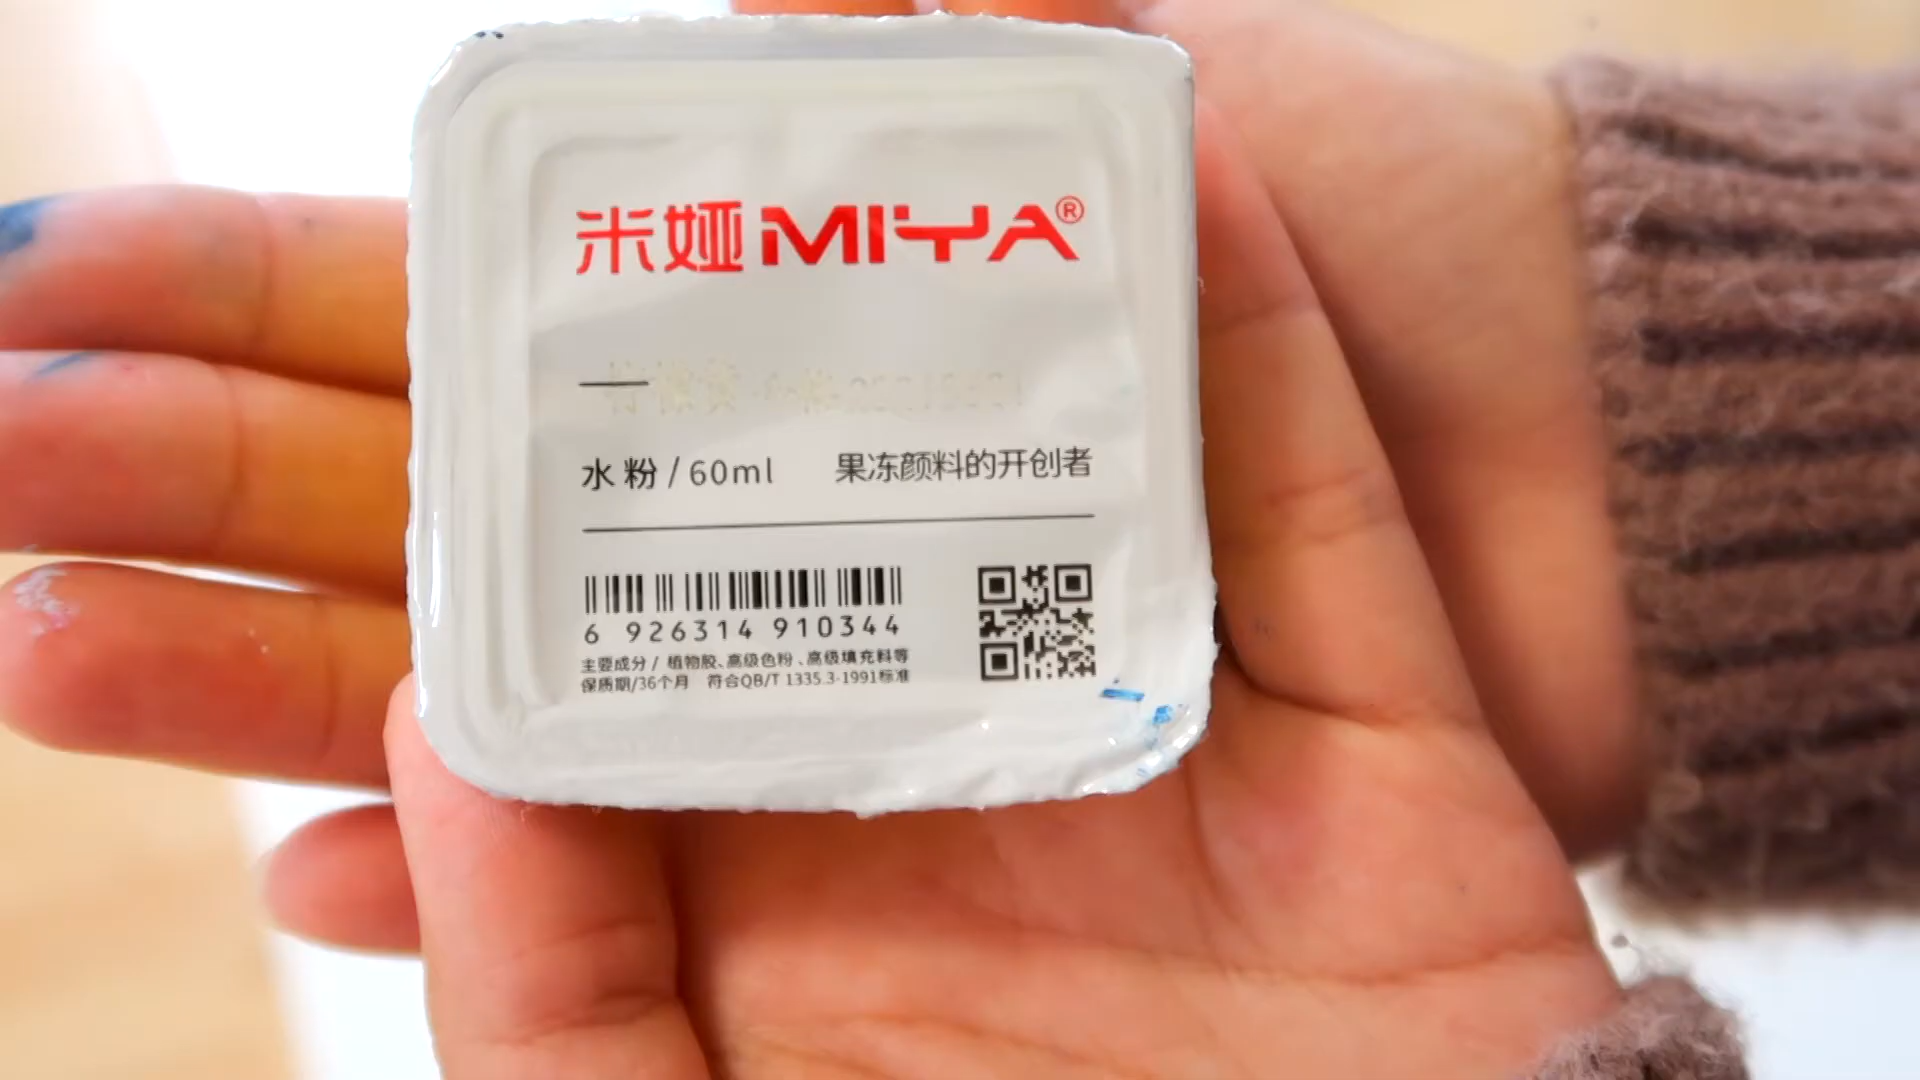 米娅MIYA®
水粉/60ml 果冻颜料的开创者
6 926314 910344
主要成分/ 植物胶、高级色粉、高级填充料等
保质期/36个月 符合QB/T 1335.3-1991标准